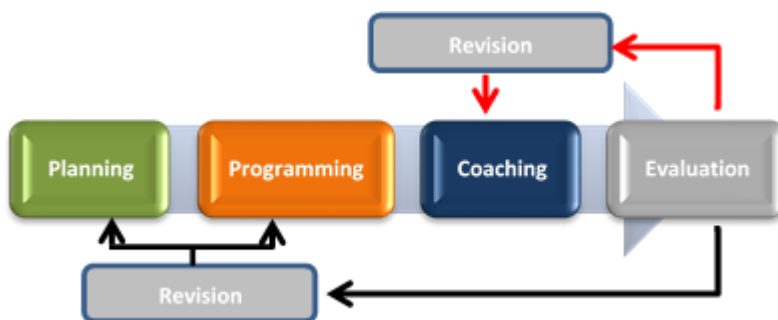 Revision
Planning
Programming
Coaching
Evaluation
Revision